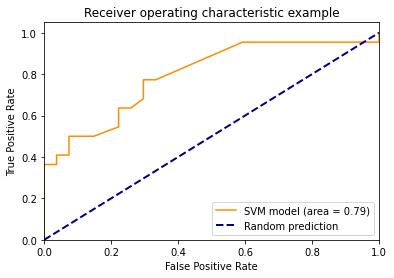 Receiver operating characteristic example
1.0
0.8
0.6
0.4
0.2
0.0
True Positive Rate
SVM model (area = 0.79)
Random prediction
0.0 0.2 0.4 0.6 0.8 1.0
False Positive Rate